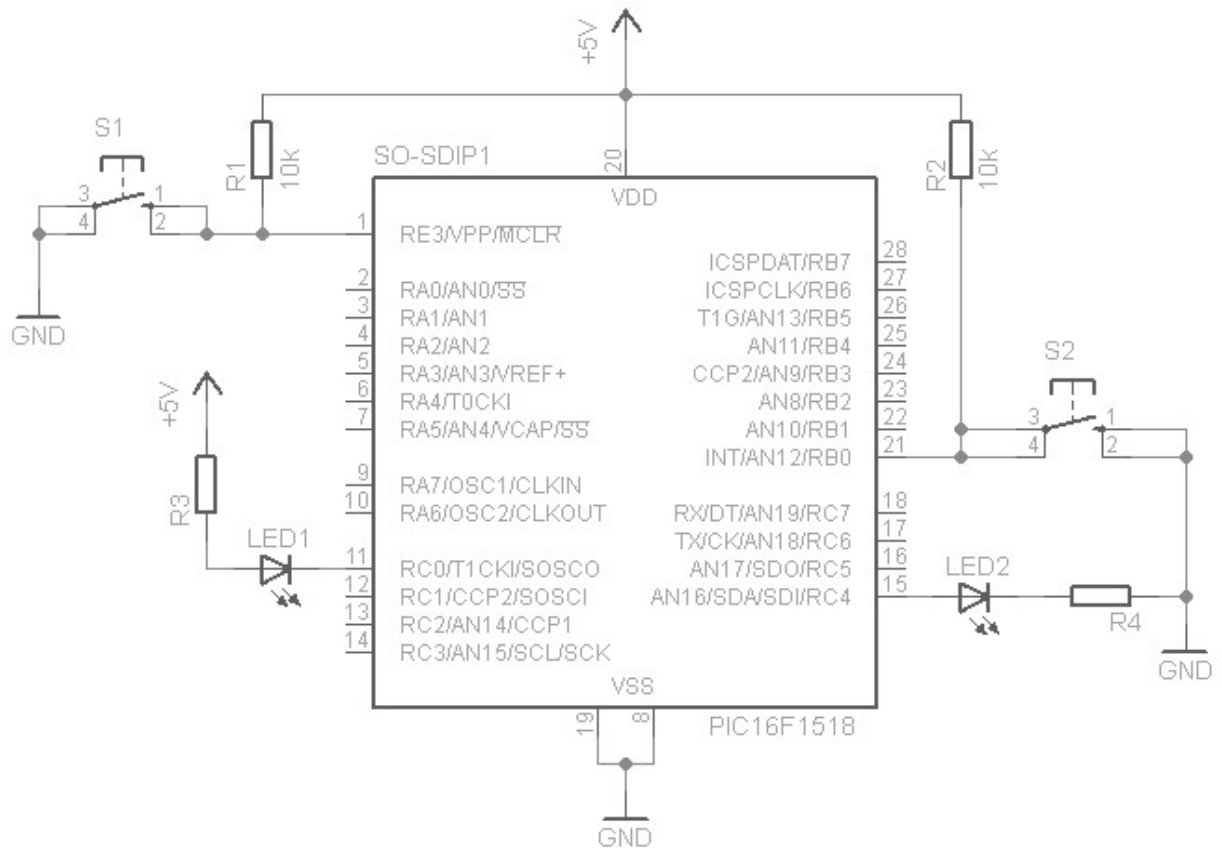 +5V
S1
3
1
4
2
R1
10k
SO-SDIP1
20
VDD
R2
10k
GND
1
RE3/VPP/MCLR
2
RA0/AN0/SS
3
RA1/AN1
4
RA2/AN2
5
RA3/AN3/VREF+
6
RA4/T0CKI
7
RA5/AN4/VCAP/SS
9
RA7/OSC1/CLKIN
10
RA6/OSC2/CLKOUT
11
RC0/T1CKI/SOSCO
12
RC1/CCP2/SOSCI
13
RC2/AN14/CCP1
14
RC3/AN15/SCL/SCK
ICSPDAT/RB7
28
ICSPCLK/RB6
27
T1G/AN13/RB5
26
AN11/RB4
25
CCP2/AN9/RB3
24
AN8/RB2
23
AN10/RB1
22
INT/AN12/RB0
21
RX/DT/AN19/RC7
18
TX/CK/AN18/RC6
17
AN17/SDO/RC5
16
AN16/SDA/SDI/RC4
15
+5V
R3
LED1
S2
3
1
4
2
LED2
R4
GND
VSS
19
8
PIC16F1518
GND